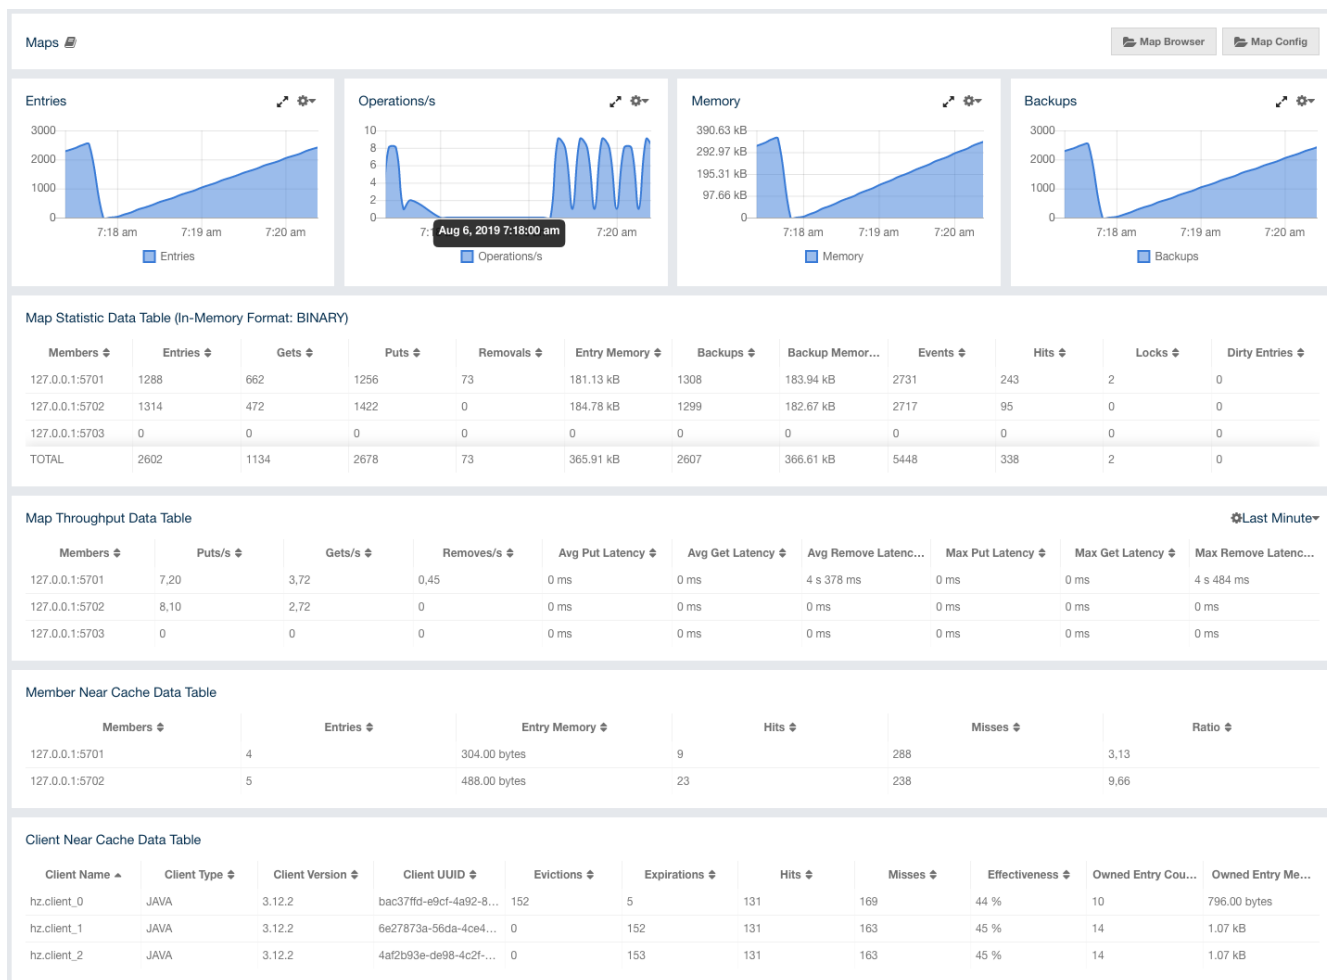 Maps Map Browser Map Config
Entries Operations/s Memory Backups
3000 10 390.63 kB 3000
8 292.97 kB
2000 6 195.31 kB 2000
1000 4 97.66 kB 1000
2
0 0 0 0
7:18 am 7:19 am 7:20 am 7:1 Aug 6, 2019 7:18:00 am 7:20 am 7:18 am 7:19 am 7:20 am 7:18 am 7:19 am 7:20 am
Entries Operations/s Memory Backups
Map Statistic Data Table (In-Memory Format: BINARY)
Members Entries Gets Puts Removals Entry Memory Backups Backup Memor... Events Hits Locks Dirty Entries
127.0.0.1:5701 1288 662 1256 73 181.13 kB 1308 183.94 kB 2731 243 2 0
127.0.0.1:5702 1314 472 1422 0 184.78 kB 1299 182.67 kB 2717 95 0 0
127.0.0.1:5703 0 0 0 0 0 0 0 0 0 0 0
TOTAL 2602 1134 2678 73 365.91 kB 2607 366.61 kB 5448 338 2 0
Map Throughput Data Table Last Minute
Members Puts/s Gets/s Removes/s Avg Put Latency Avg Get Latency Avg Remove Latenc... Max Put Latency Max Get Latency Max Remove Latenc...
127.0.0.1:5701 7,20 3,72 0,45 0 ms 0 ms 4 s 378 ms 0 ms 0 ms 4 s 484 ms
127.0.0.1:5702 8,10 2,72 0 0 ms 0 ms 0 ms 0 ms 0 ms 0 ms
127.0.0.1:5703 0 0 0 0 ms 0 ms 0 ms 0 ms 0 ms 0 ms
Member Near Cache Data Table
Members Entries Entry Memory Hits Misses Ratio
127.0.0.1:5701 4 304.00 bytes 9 288 3,13
127.0.0.1:5702 5 488.00 bytes 23 238 9,66
Client Near Cache Data Table
Client Name Client Type Client Version Client UUID Evictions Expirations Hits Misses Effectiveness Owned Entry Cou... Owned Entry Me...
hz.client_0 JAVA 3.12.2 bac37ffd-e9cf-4a92-8... 152 5 131 169 44 % 10 796.00 bytes
hz.client_1 JAVA 3.12.2 6e27873a-56da-4ce4... 0 152 131 163 45 % 14 1.07 kB
hz.client_2 JAVA 3.12.2 4af2b93e-de98-4c2f-... 0 153 131 163 45 % 14 1.07 kB